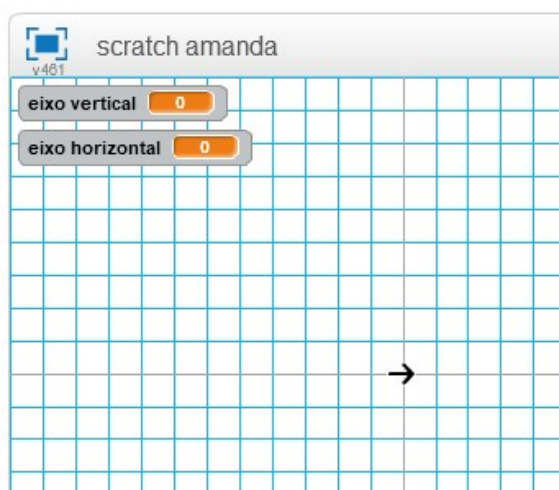 scratch amanda
v461
eixo vertical 0
eixo horizontal 0